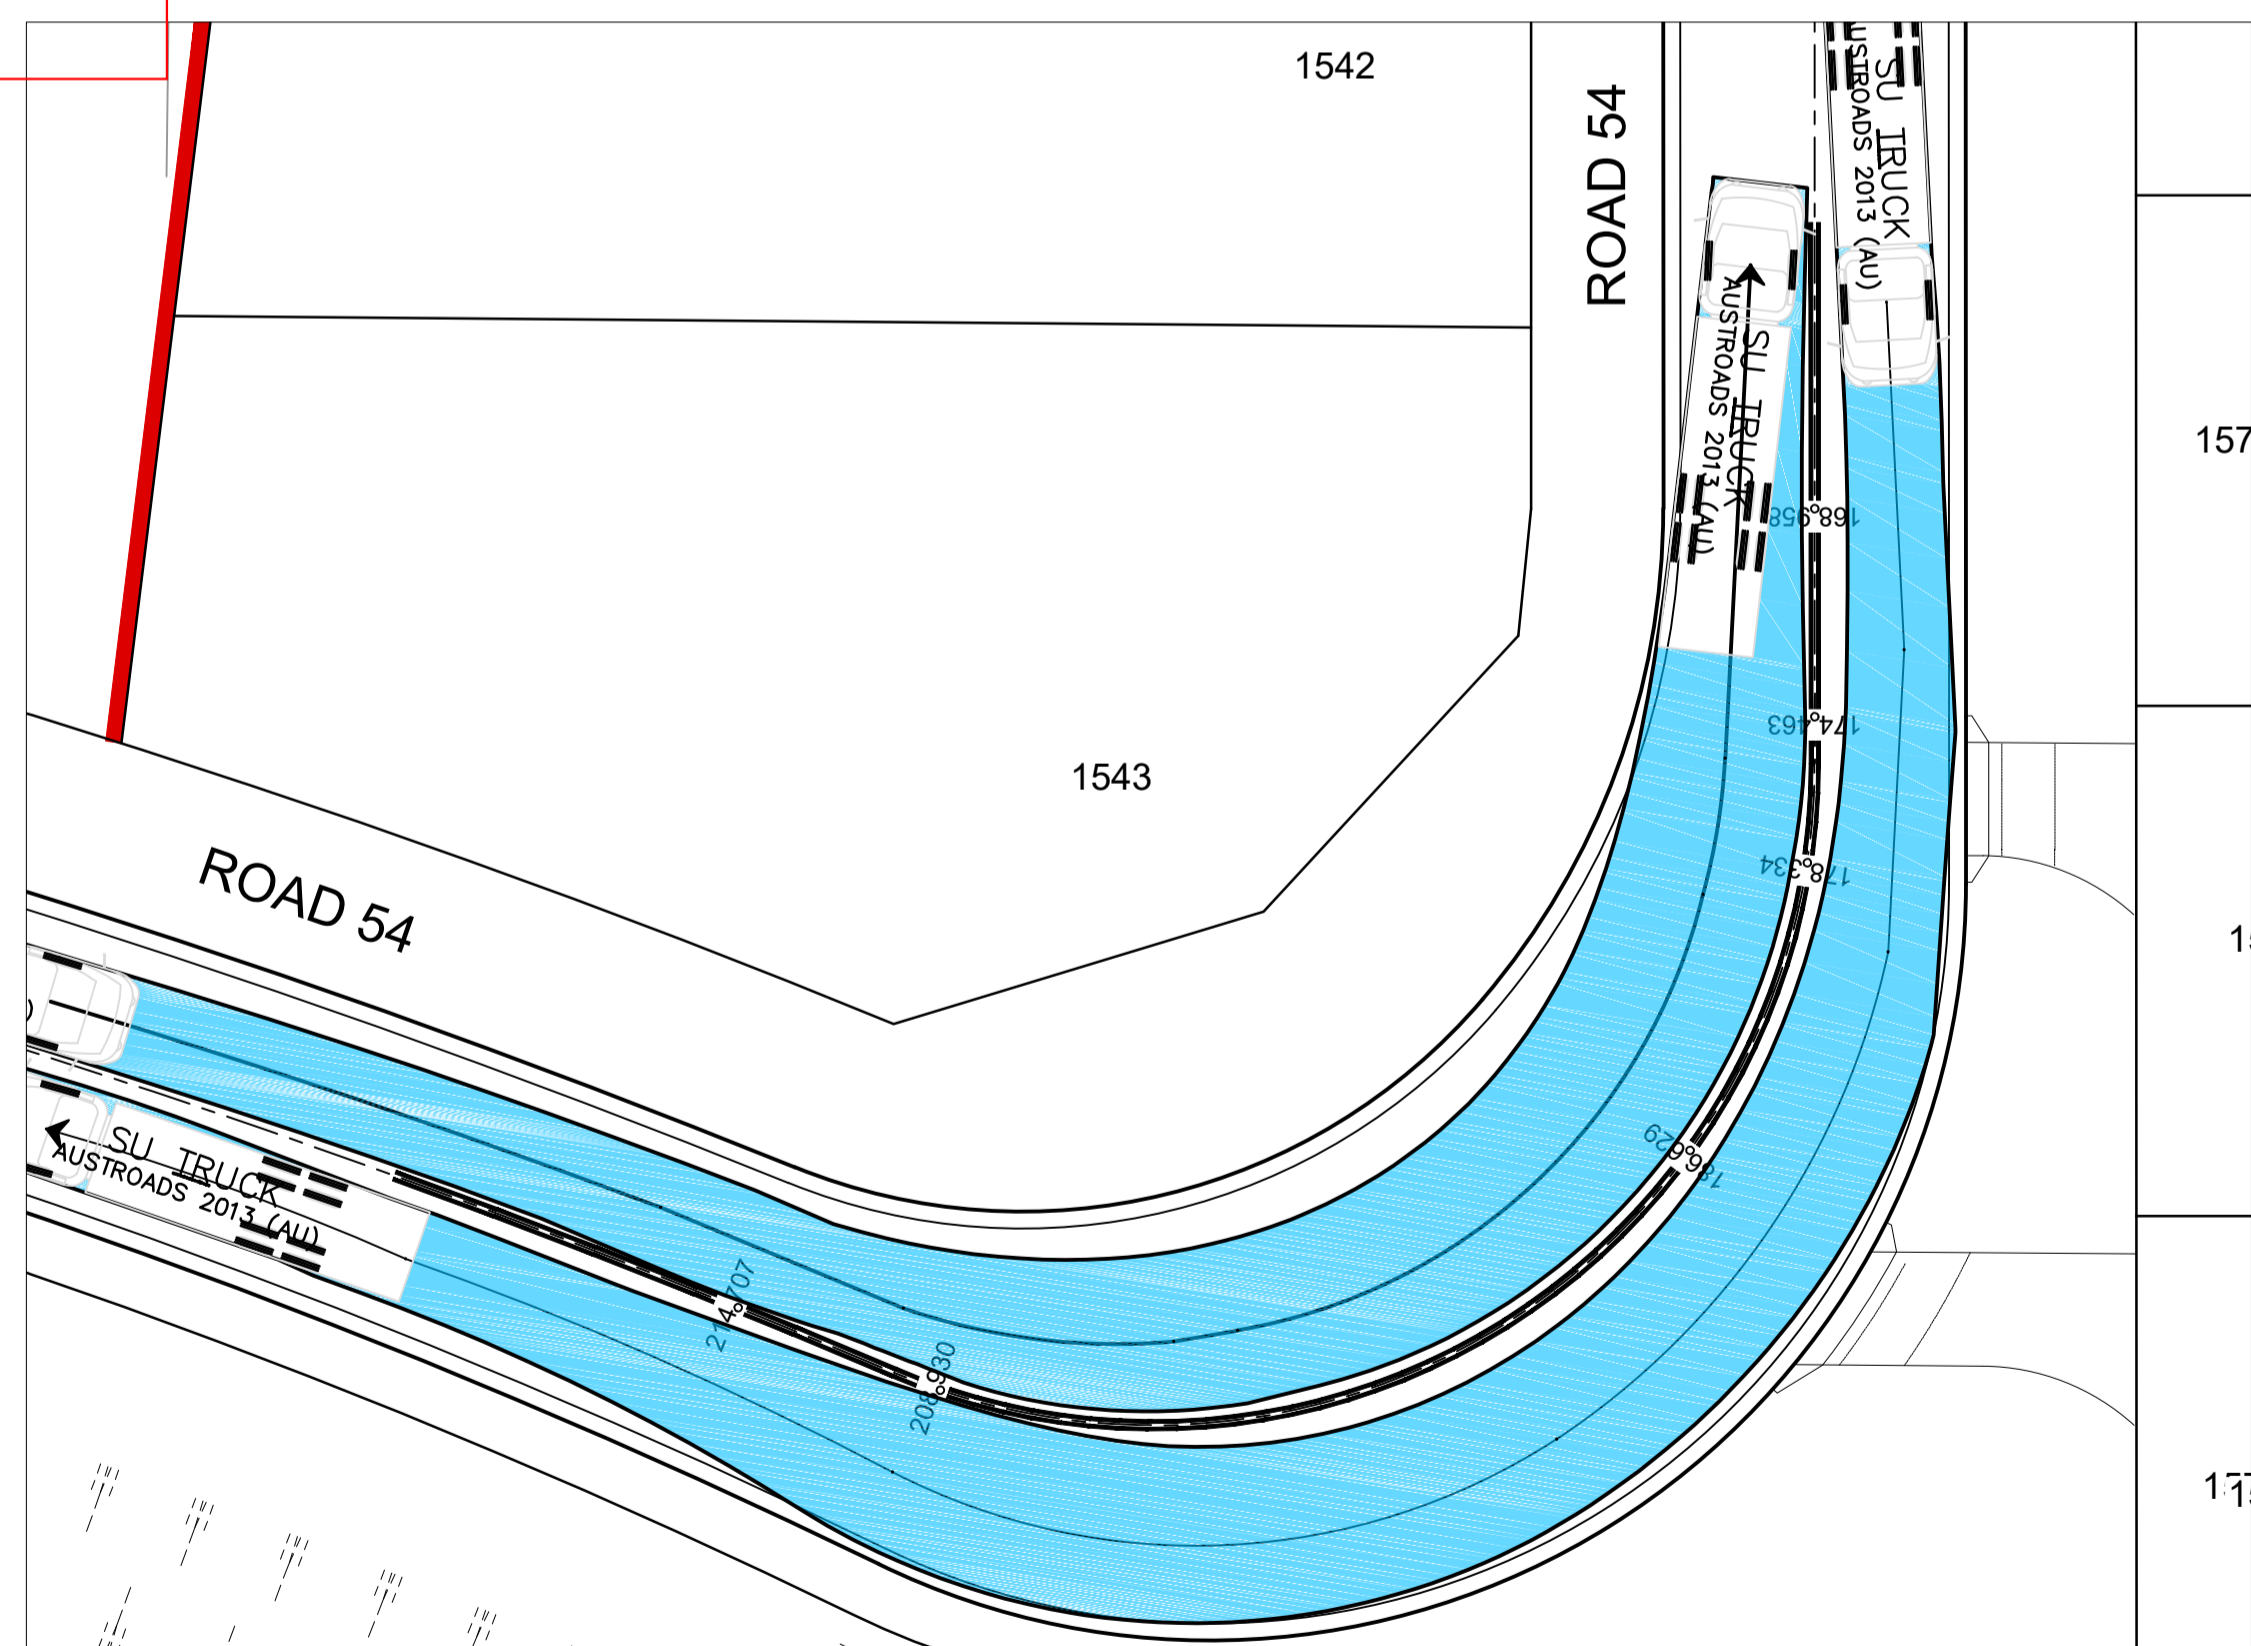 1542
ROAD 54
SU TRUCK
AUSTROADS 2013 (AU)
SU TRUCK
AUSTROADS 2013 (AU)
157
168.958
174.463
1543
178.334
ROAD 54
186.629
SU TRUCK
AUSTROADS 2013 (AU)
214.707
208.930